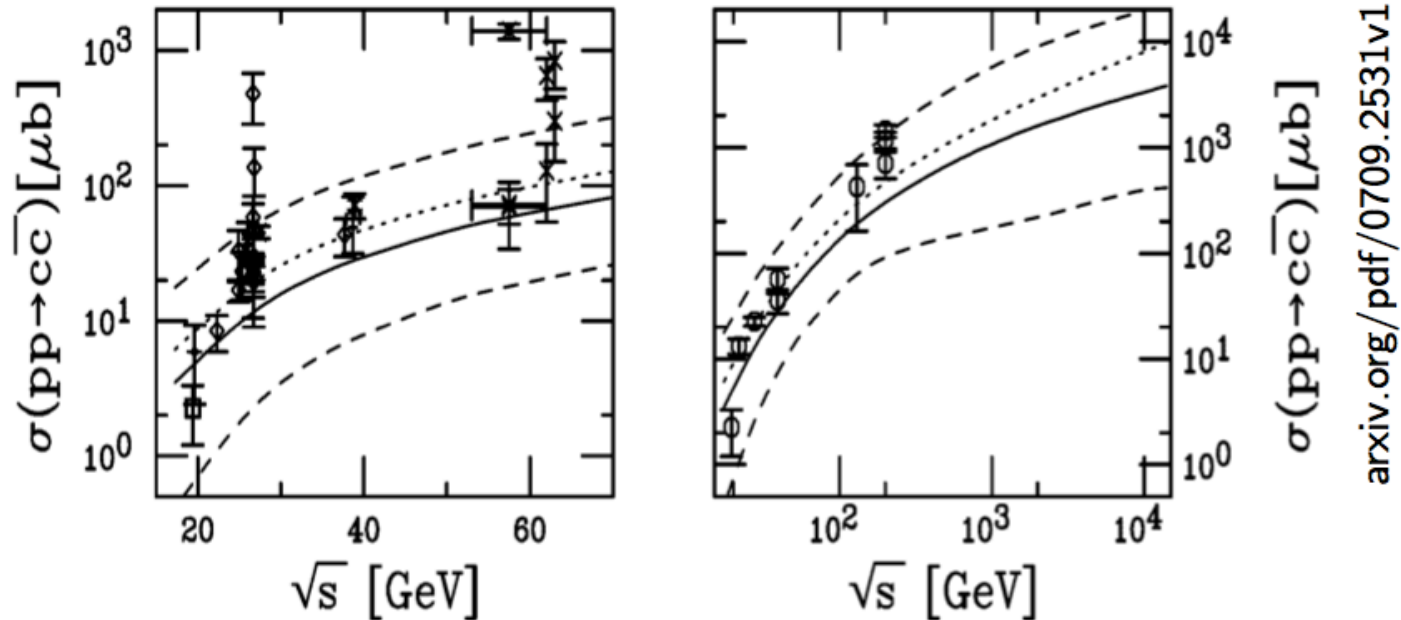 σ(pp→cc̅)[μb]
10³
10²
10¹
10⁰
20 40 60
√s [GeV]
10⁴
10³
10²
10¹
10⁰
10² 10³ 10⁴
√s [GeV]
σ(pp→cc̅)[μb]
arxiv.org/pdf/0709.2531v1